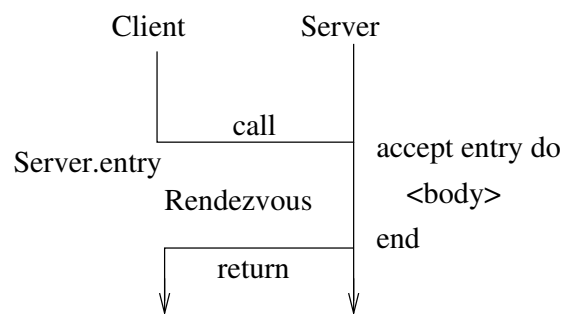 Client
Server
call
accept entry do
Server.entry
Rendezvous
<body>
end
return